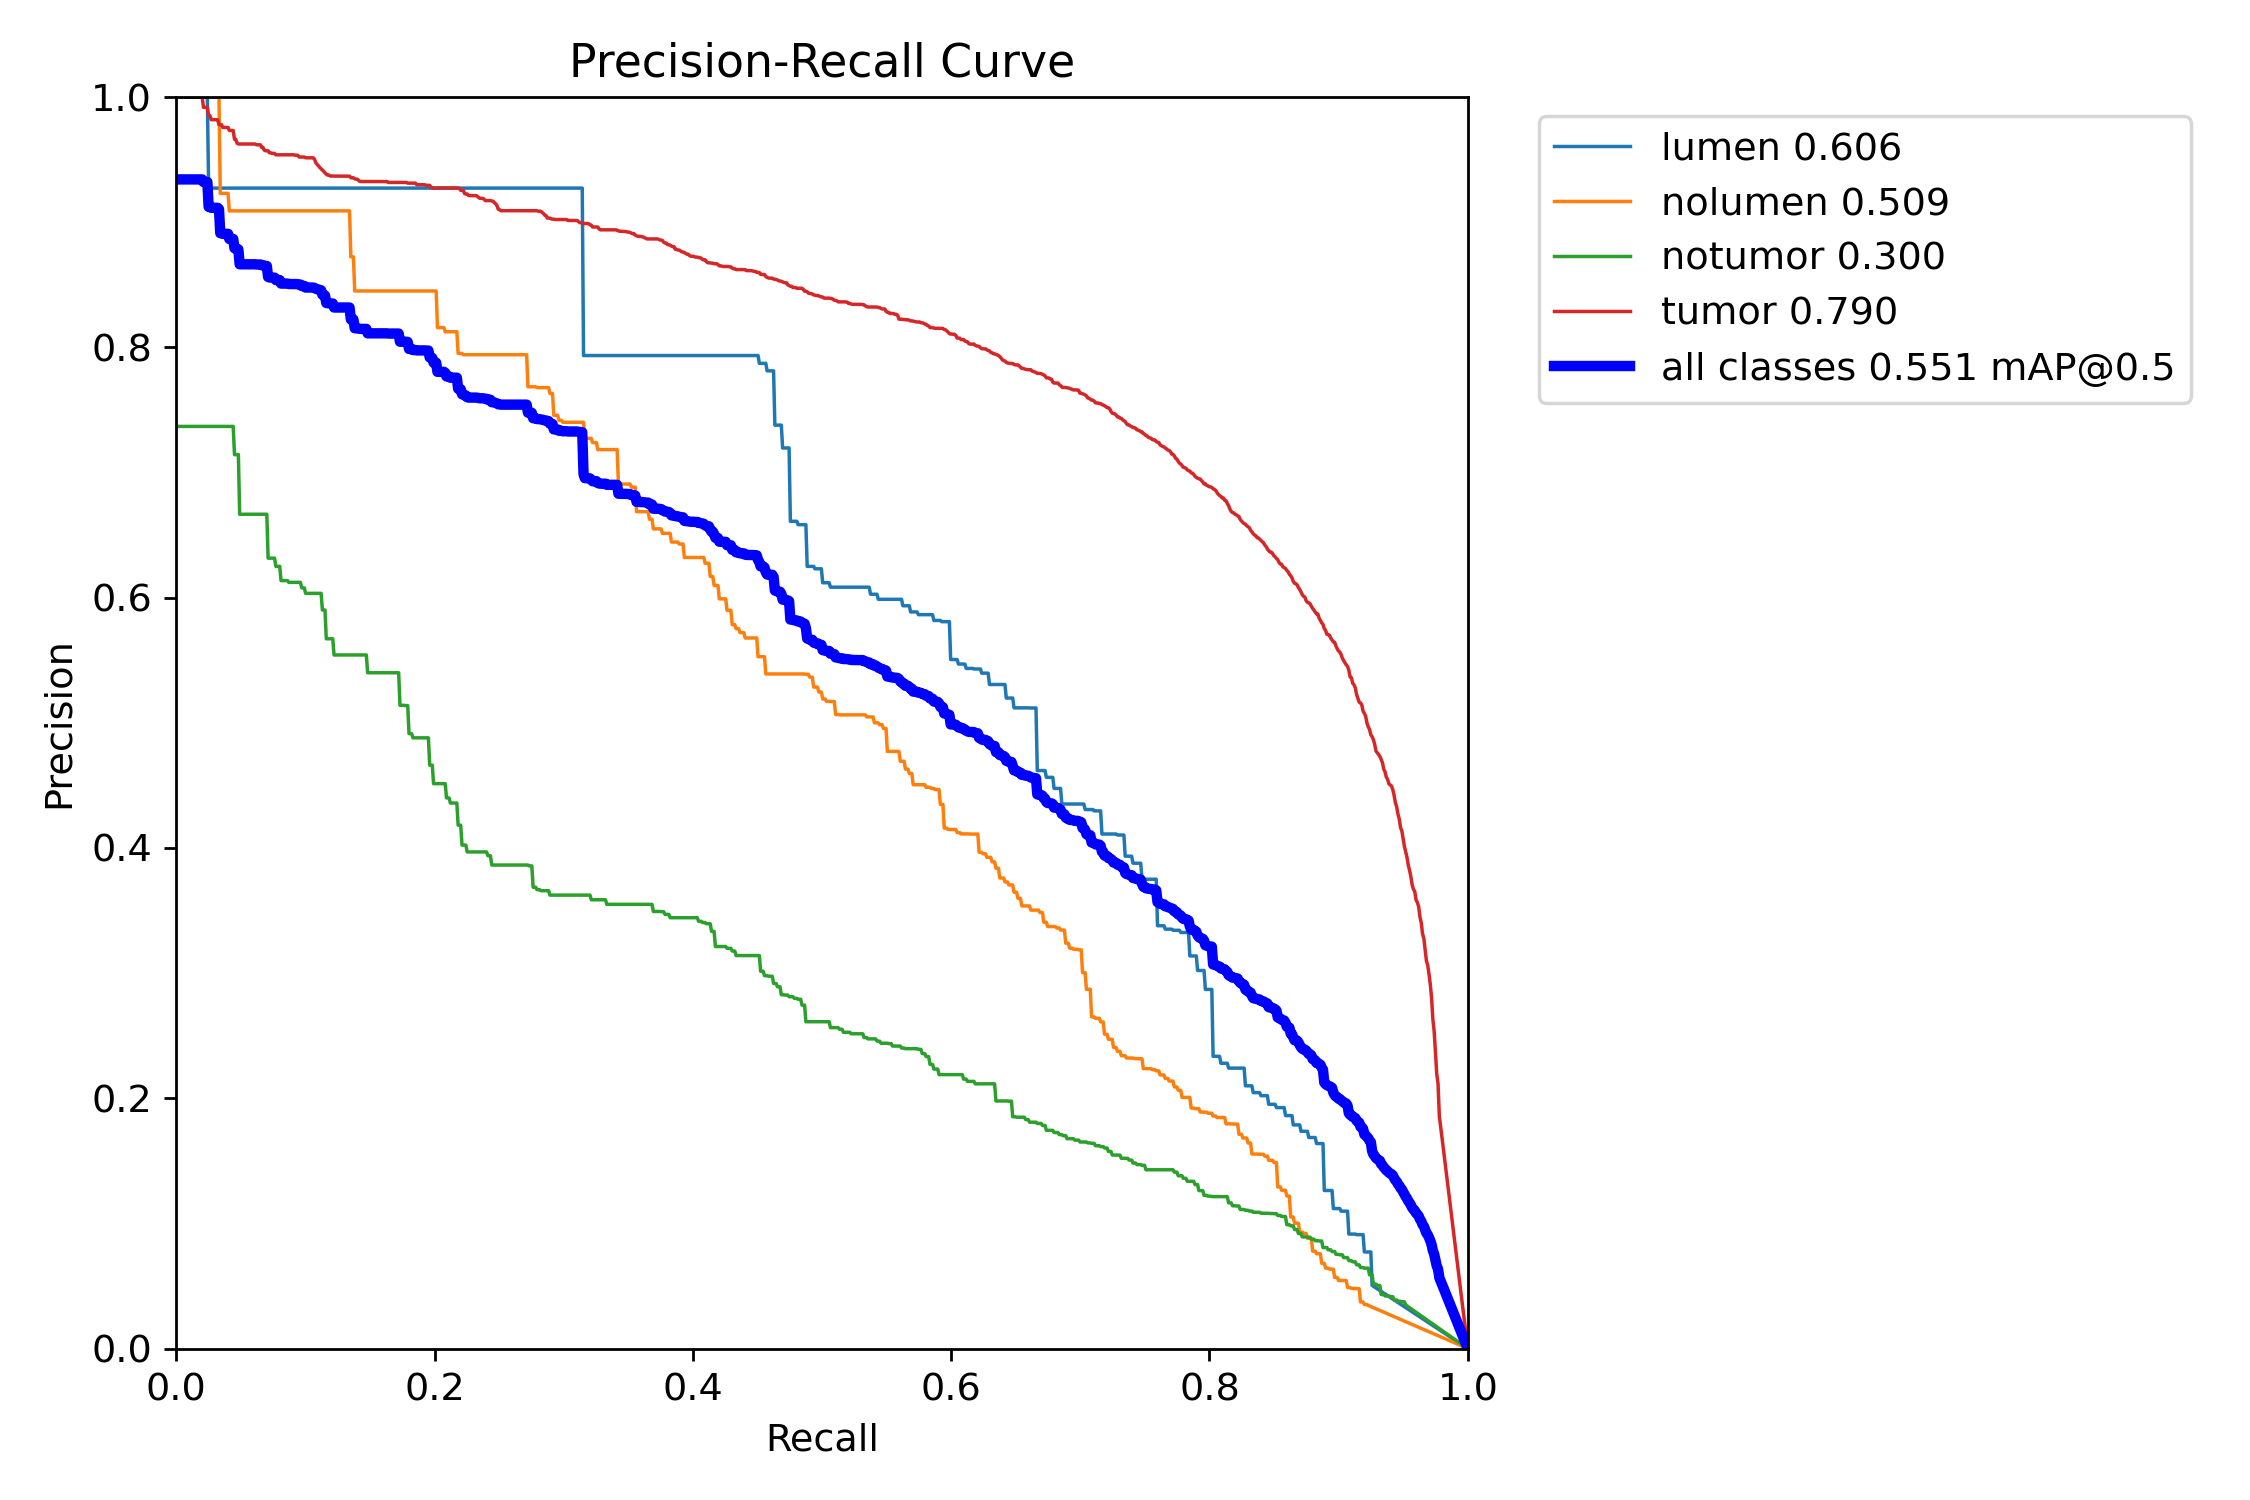 Precision-Recall Curve
1.0
0.8
0.6
0.4
0.2
0.0
Precision
0.0 0.2 0.4 0.6 0.8 1.0
Recall
lumen 0.606
nolumen 0.509
notumor 0.300
tumor 0.790
all classes 0.551 mAP@0.5